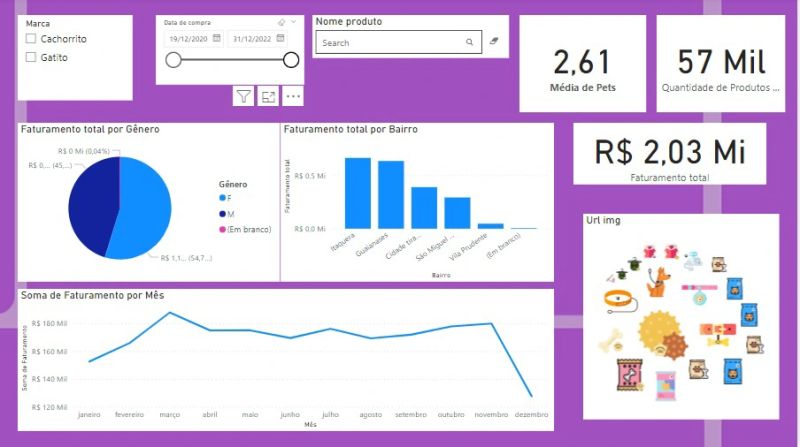 Marca
Cachorrito
Gatito
Data de compra
19/12/2020
31/12/2022
Nome produto
Search
2,61
Média de Pets
57 Mil
Quantidade de Produtos ...
Faturamento total por Gênero
R$ 0 Mi (0,04%)
R$ 0,... (45,...
R$ 1,1... (54,7...
Gênero
F
M
(Em branco)
Faturamento total por Bairro
Faturamento total
R$ 0,5 Mi
R$ 0,0 Mi
Itaquera
Guaianases
Cidade tira...
São Miguel ...
Vila Prudente
(Em branco)
Bairro
R$ 2,03 Mi
Faturamento total
Url img
Soma de Faturamento por Mês
Soma de Faturamento
R$ 180 Mil
R$ 160 Mil
R$ 140 Mil
R$ 120 Mil
janeiro fevereiro março abril maio junho julho agosto setembro outubro novembro dezembro
Mês